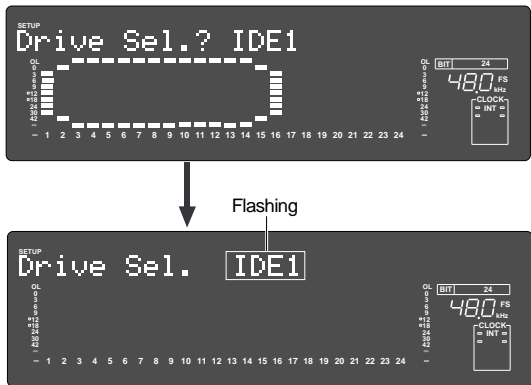 SETUP
Drive Sel.? IDE1
OL
0
3
6
9
12
18
24
30
42
∞
– 1 2 3 4 5 6 7 8 9 10 11 12 13 14 15 16 17 18 19 20 21 22 23 24 –
OL
0
3
6
9
12
18
24
30
42
∞
BIT 24
48.0 FS
kHz
CLOCK
INT
Flashing
SETUP
Drive Sel. IDE1
OL
0
3
6
9
12
18
24
30
42
∞
– 1 2 3 4 5 6 7 8 9 10 11 12 13 14 15 16 17 18 19 20 21 22 23 24 –
OL
0
3
6
9
12
18
24
30
42
∞
BIT 24
48.0 FS
kHz
CLOCK
INT